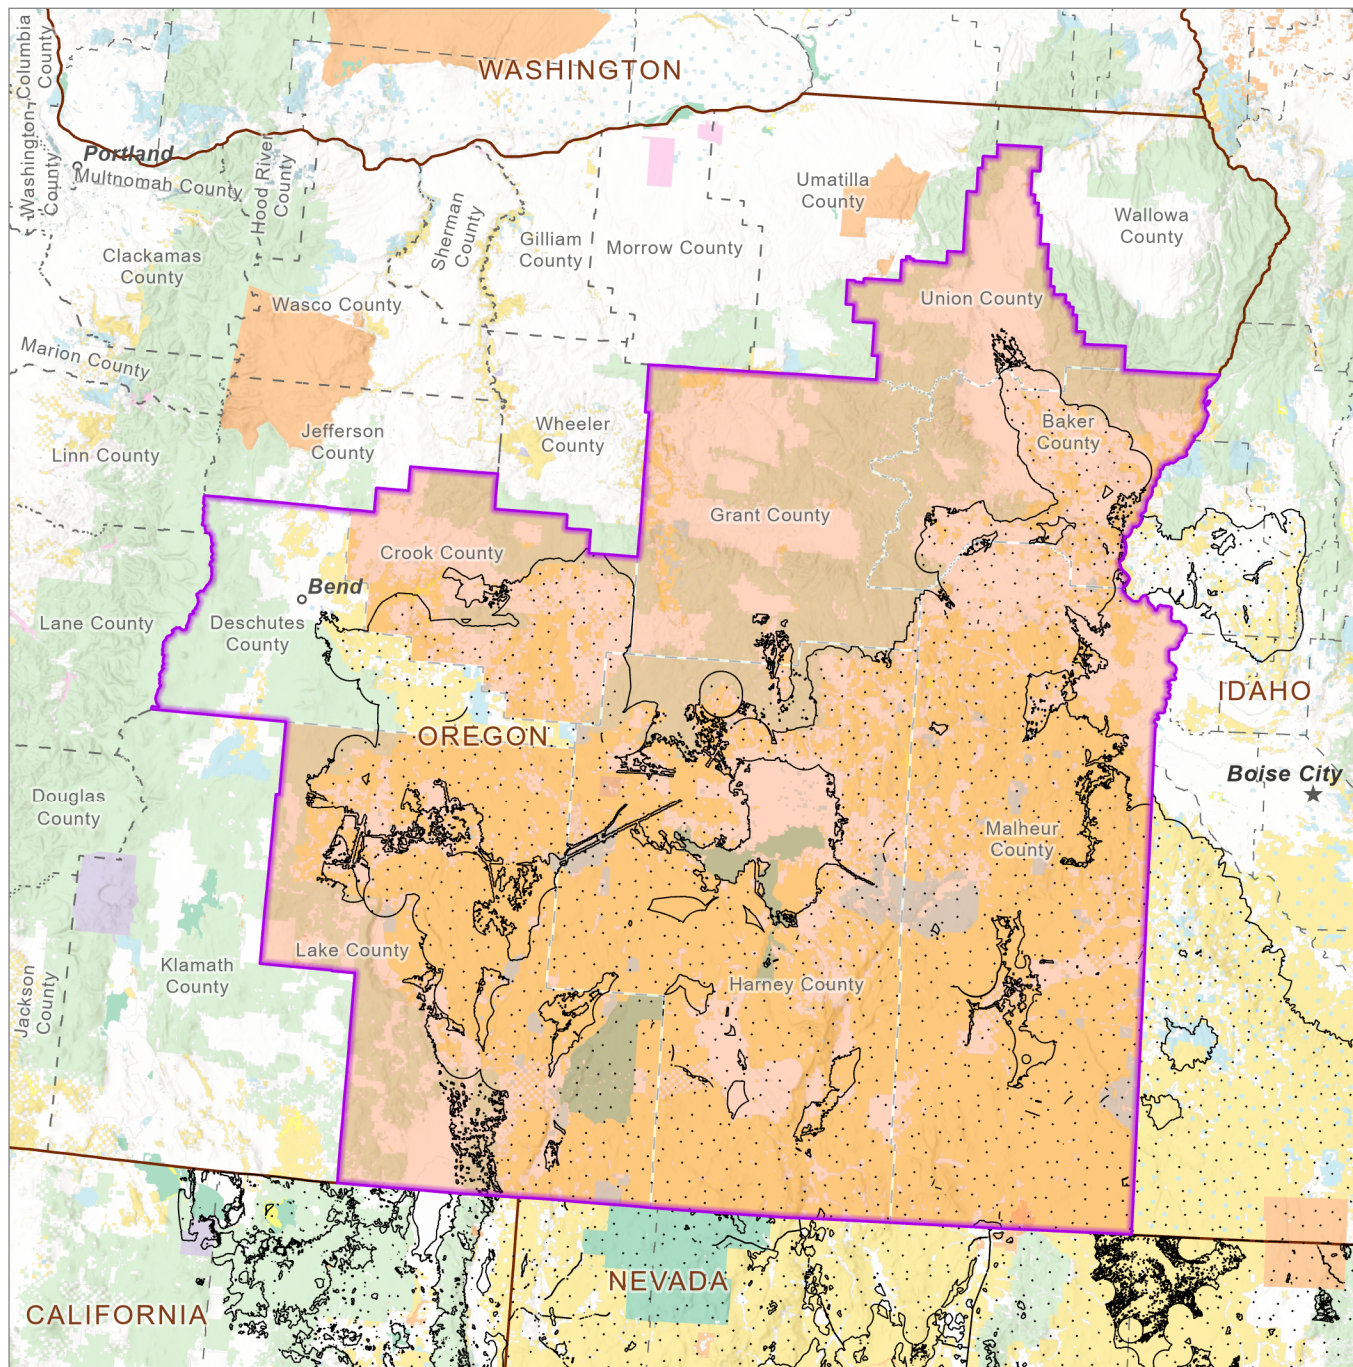 WASHINGTON
Columbia
County
Washington
County
Portland
Multnomah County
Hood River
County
Sherman
County
Gilliam
County
Morrow County
Umatilla
County
Wallowa
County
Clackamas
County
Wasco County
Union County
Marion County
Jefferson
County
Wheeler
County
Baker
County
Linn County
Grant County
Crook County
Bend
Deschutes
County
Lane County
IDAHO
OREGON
Boise City
Douglas
County
Malheur
County
Lake County
Klamath
County
Harney County
Jackson
County
NEVADA
CALIFORNIA